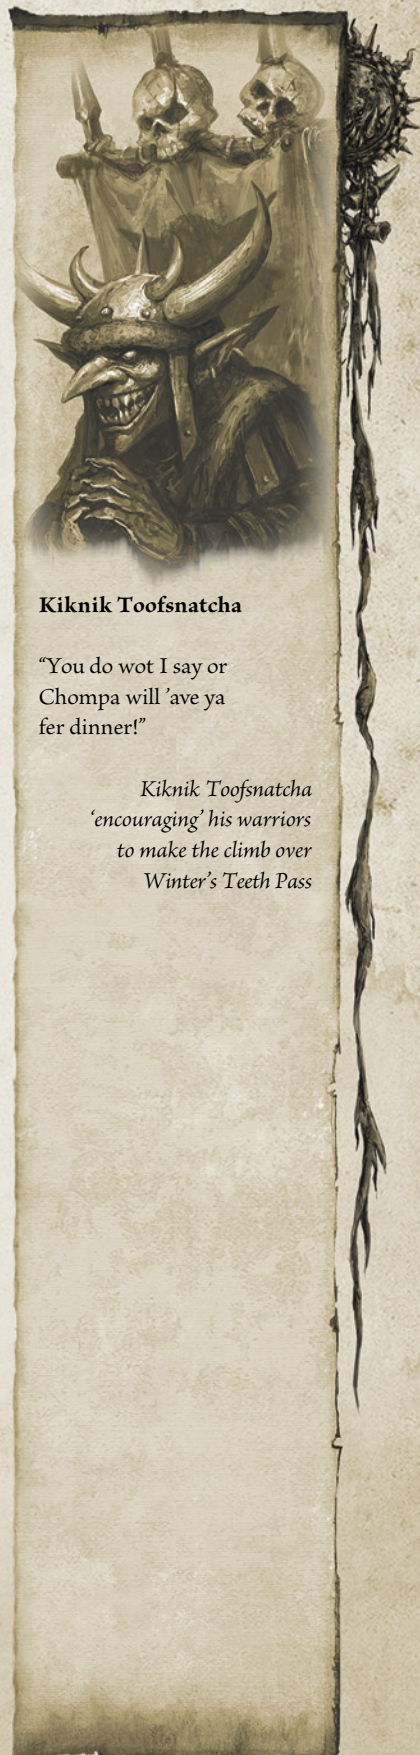 Kiknik Toofsnatcha
“You do wot I say or
Chompa will ’ave ya
fer dinner!”
Kiknik Toofsnatcha
‘encouraging’ his warriors
to make the climb over
Winter’s Teeth Pass